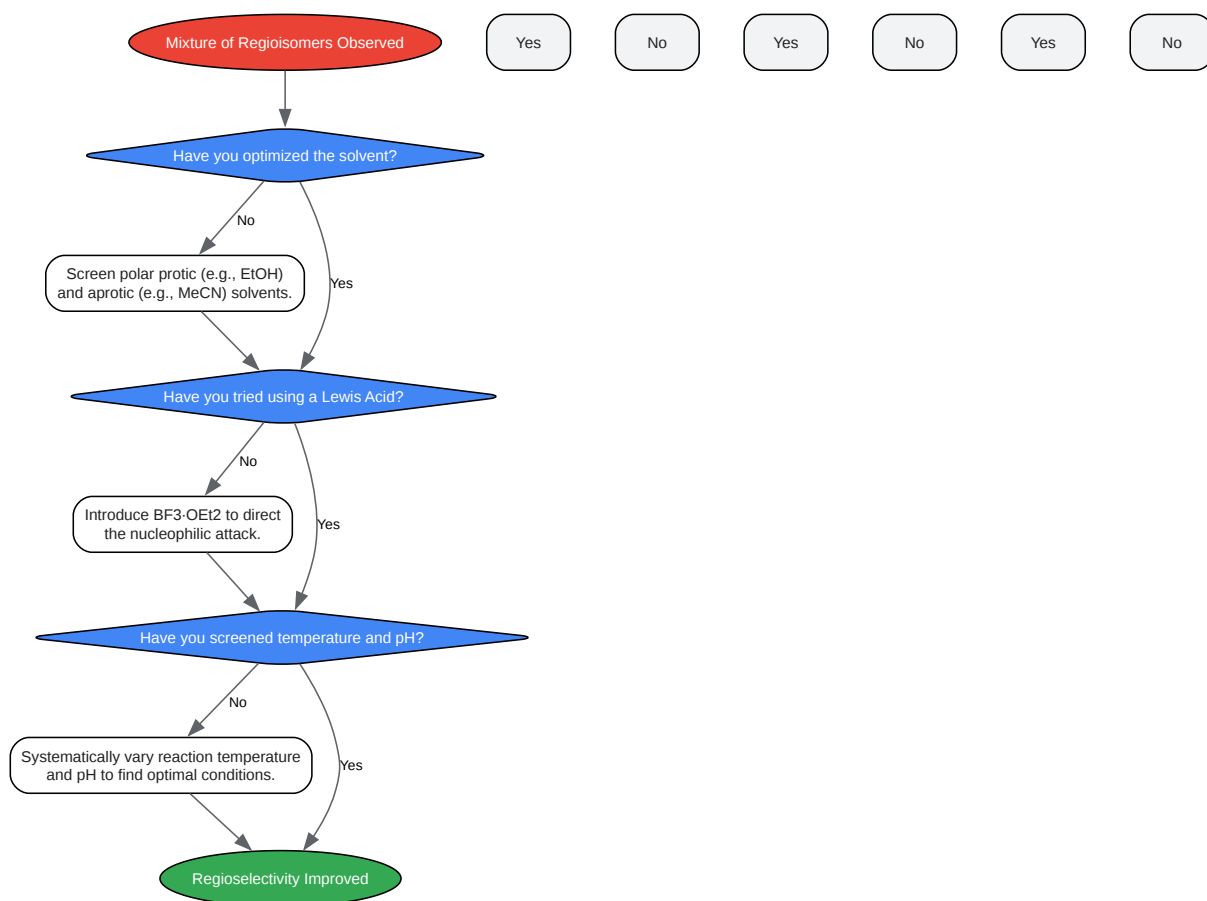 Mixture of Regioisomers Observed
Yes
No
Yes
No
Yes
No
Have you optimized the solvent?
No
Screen polar protic (e.g., EtOH)
and aprotic (e.g., MeCN) solvents.
Yes
Have you tried using a Lewis Acid?
No
Introduce BF3·OEt2 to direct
the nucleophilic attack.
Yes
Have you screened temperature and pH?
No
Systematically vary reaction temperature
and pH to find optimal conditions.
Yes
Regioselectivity Improved